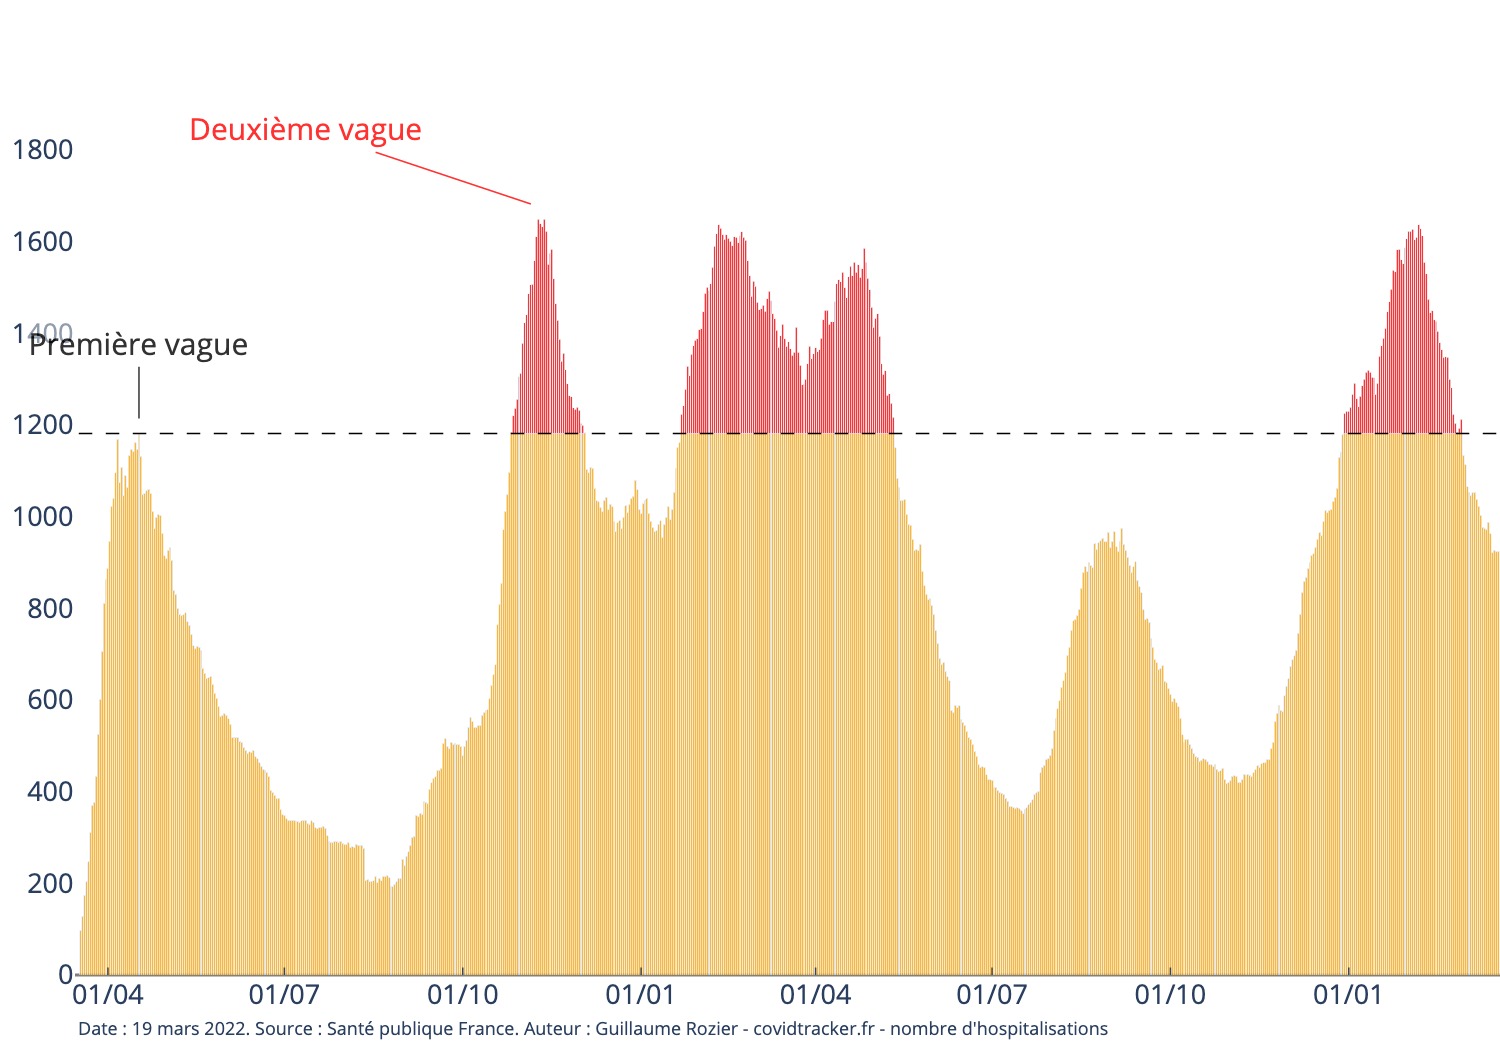 Deuxième vague
1800
1600
1400
Première vague
1200
1000
800
600
400
200
0
01/04 01/07 01/10 01/01 01/04 01/07 01/10 01/01
Date : 19 mars 2022. Source : Santé publique France. Auteur : Guillaume Rozier - covidtracker.fr - nombre d'hospitalisations